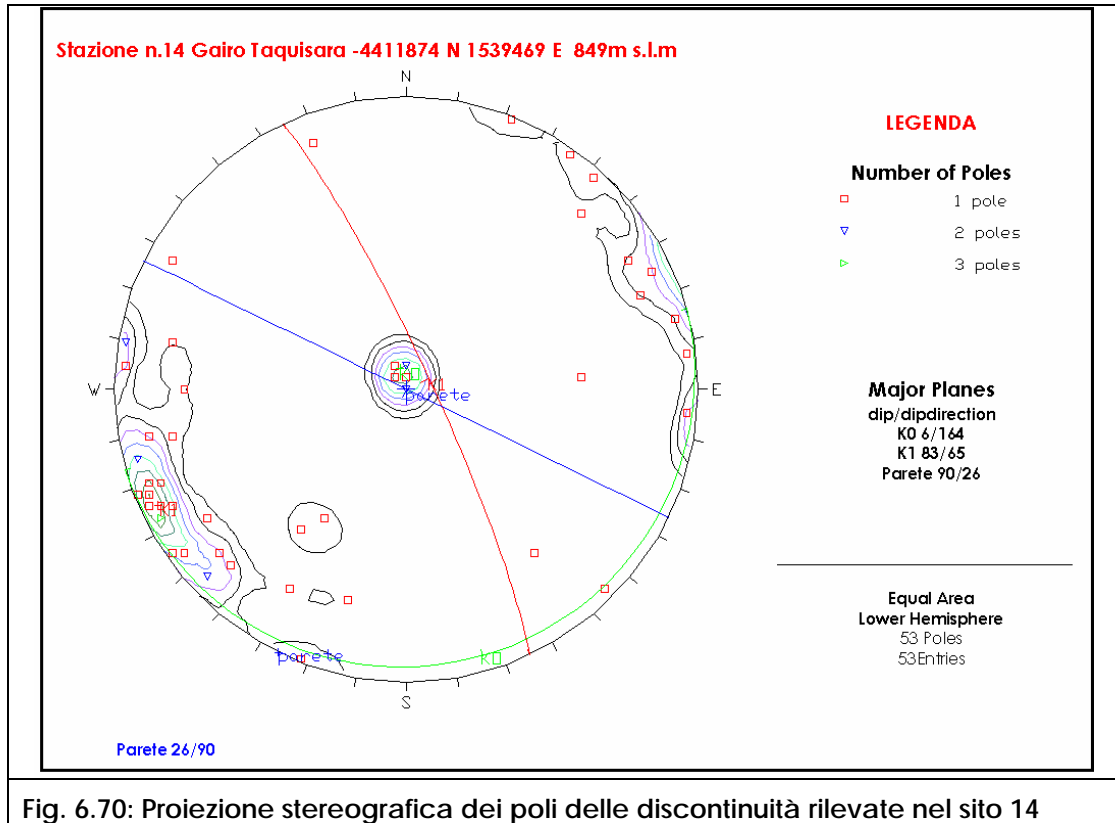 Stazione n.14 Gairo Taquisara -4411874 N 1539469 E 849m s.l.m
N
LEGENDA
Number of Poles
1 pole
2 poles
3 poles
W
E
S
K0
K1
parete
K1
parete
K0
Major Planes
dip/dipdirection
K0 6/164
K1 83/65
Parete 90/26
Equal Area
Lower Hemisphere
53 Poles
53Entries
Parete 26/90
Fig. 6.70: Proiezione stereografica dei poli delle discontinuità rilevate nel sito 14